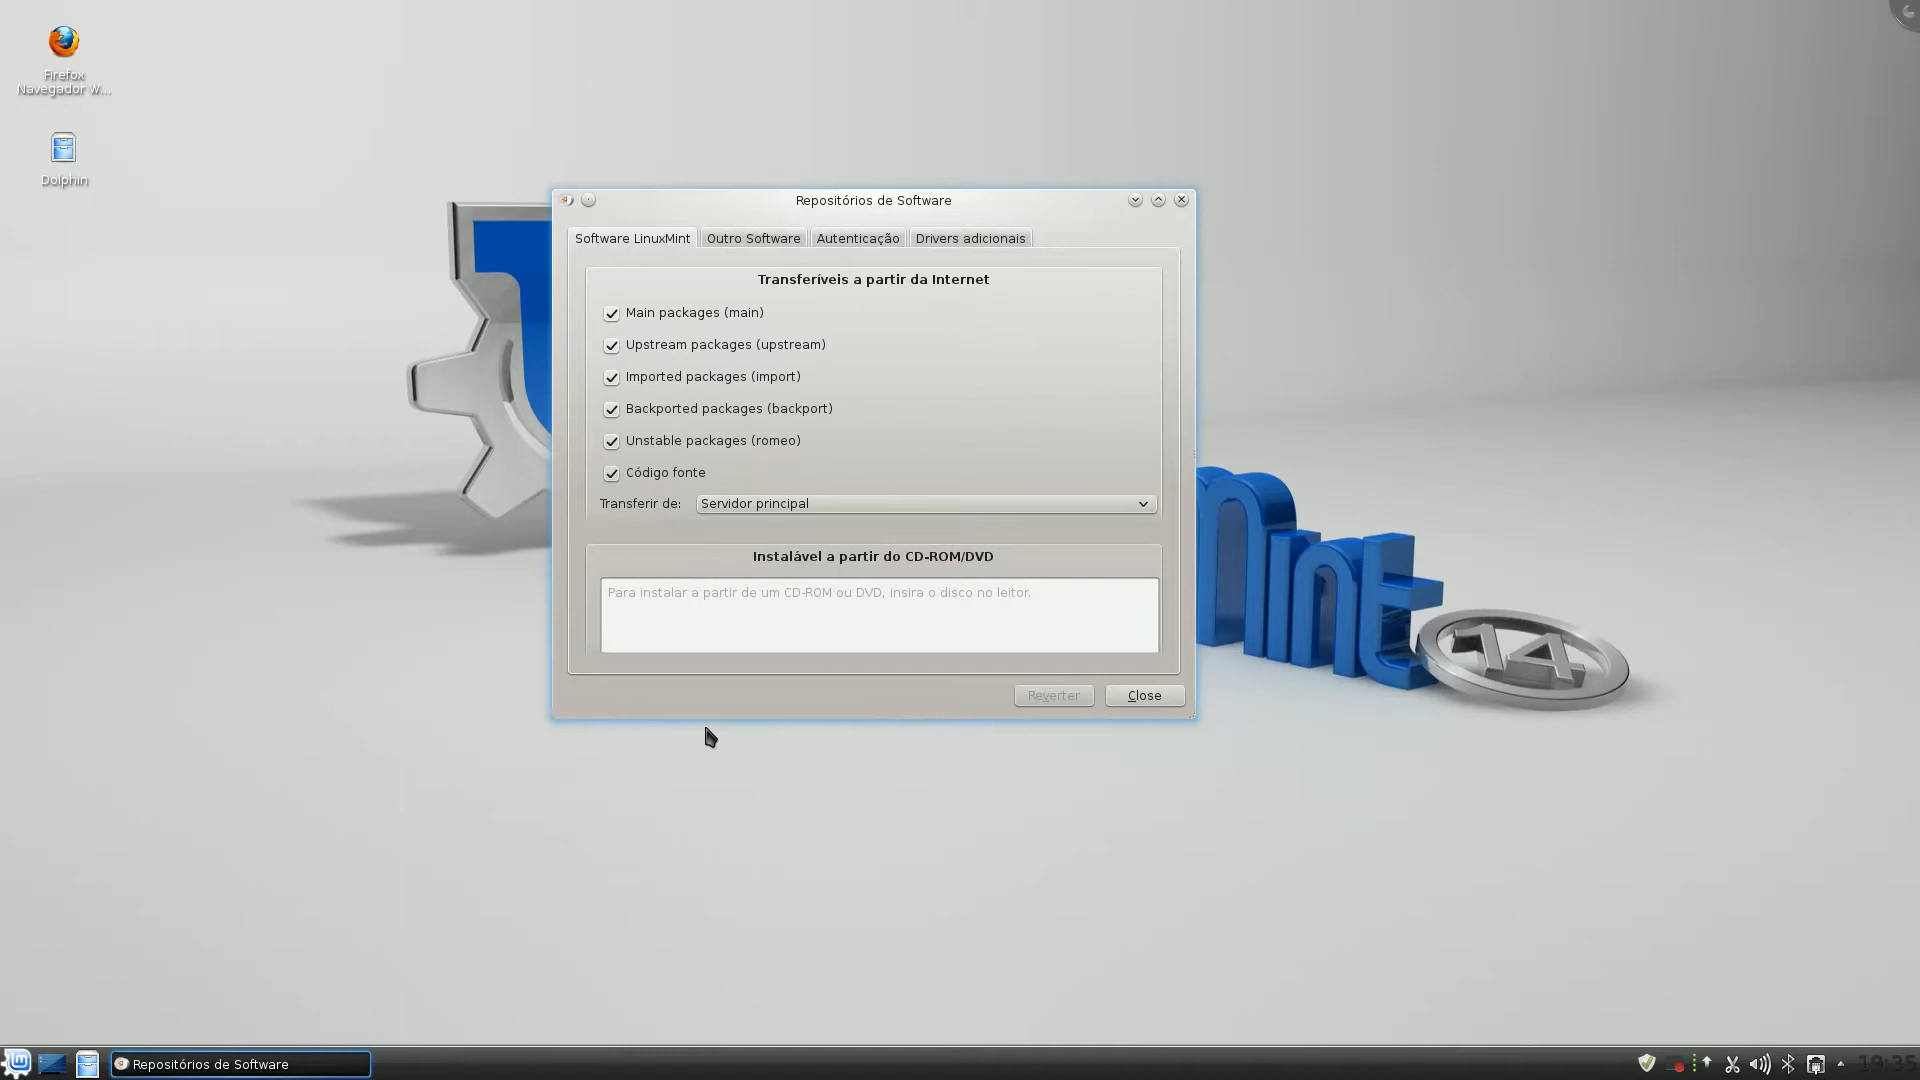 Firefox
Navegador W...
Dolphin
Repositórios de Software
Software LinuxMint
Outro Software
Autenticação
Drivers adicionais
Transferíveis a partir da Internet
Main packages (main)
Upstream packages (upstream)
Imported packages (import)
Backported packages (backport)
Unstable packages (romeo)
Código fonte
Transferir de: Servidor principal
Instalável a partir do CD-ROM/DVD
Para instalar a partir de um CD-ROM ou DVD, insira o disco no leitor.
Reverter
Close
Mint
14
Repositórios de Software
19:35